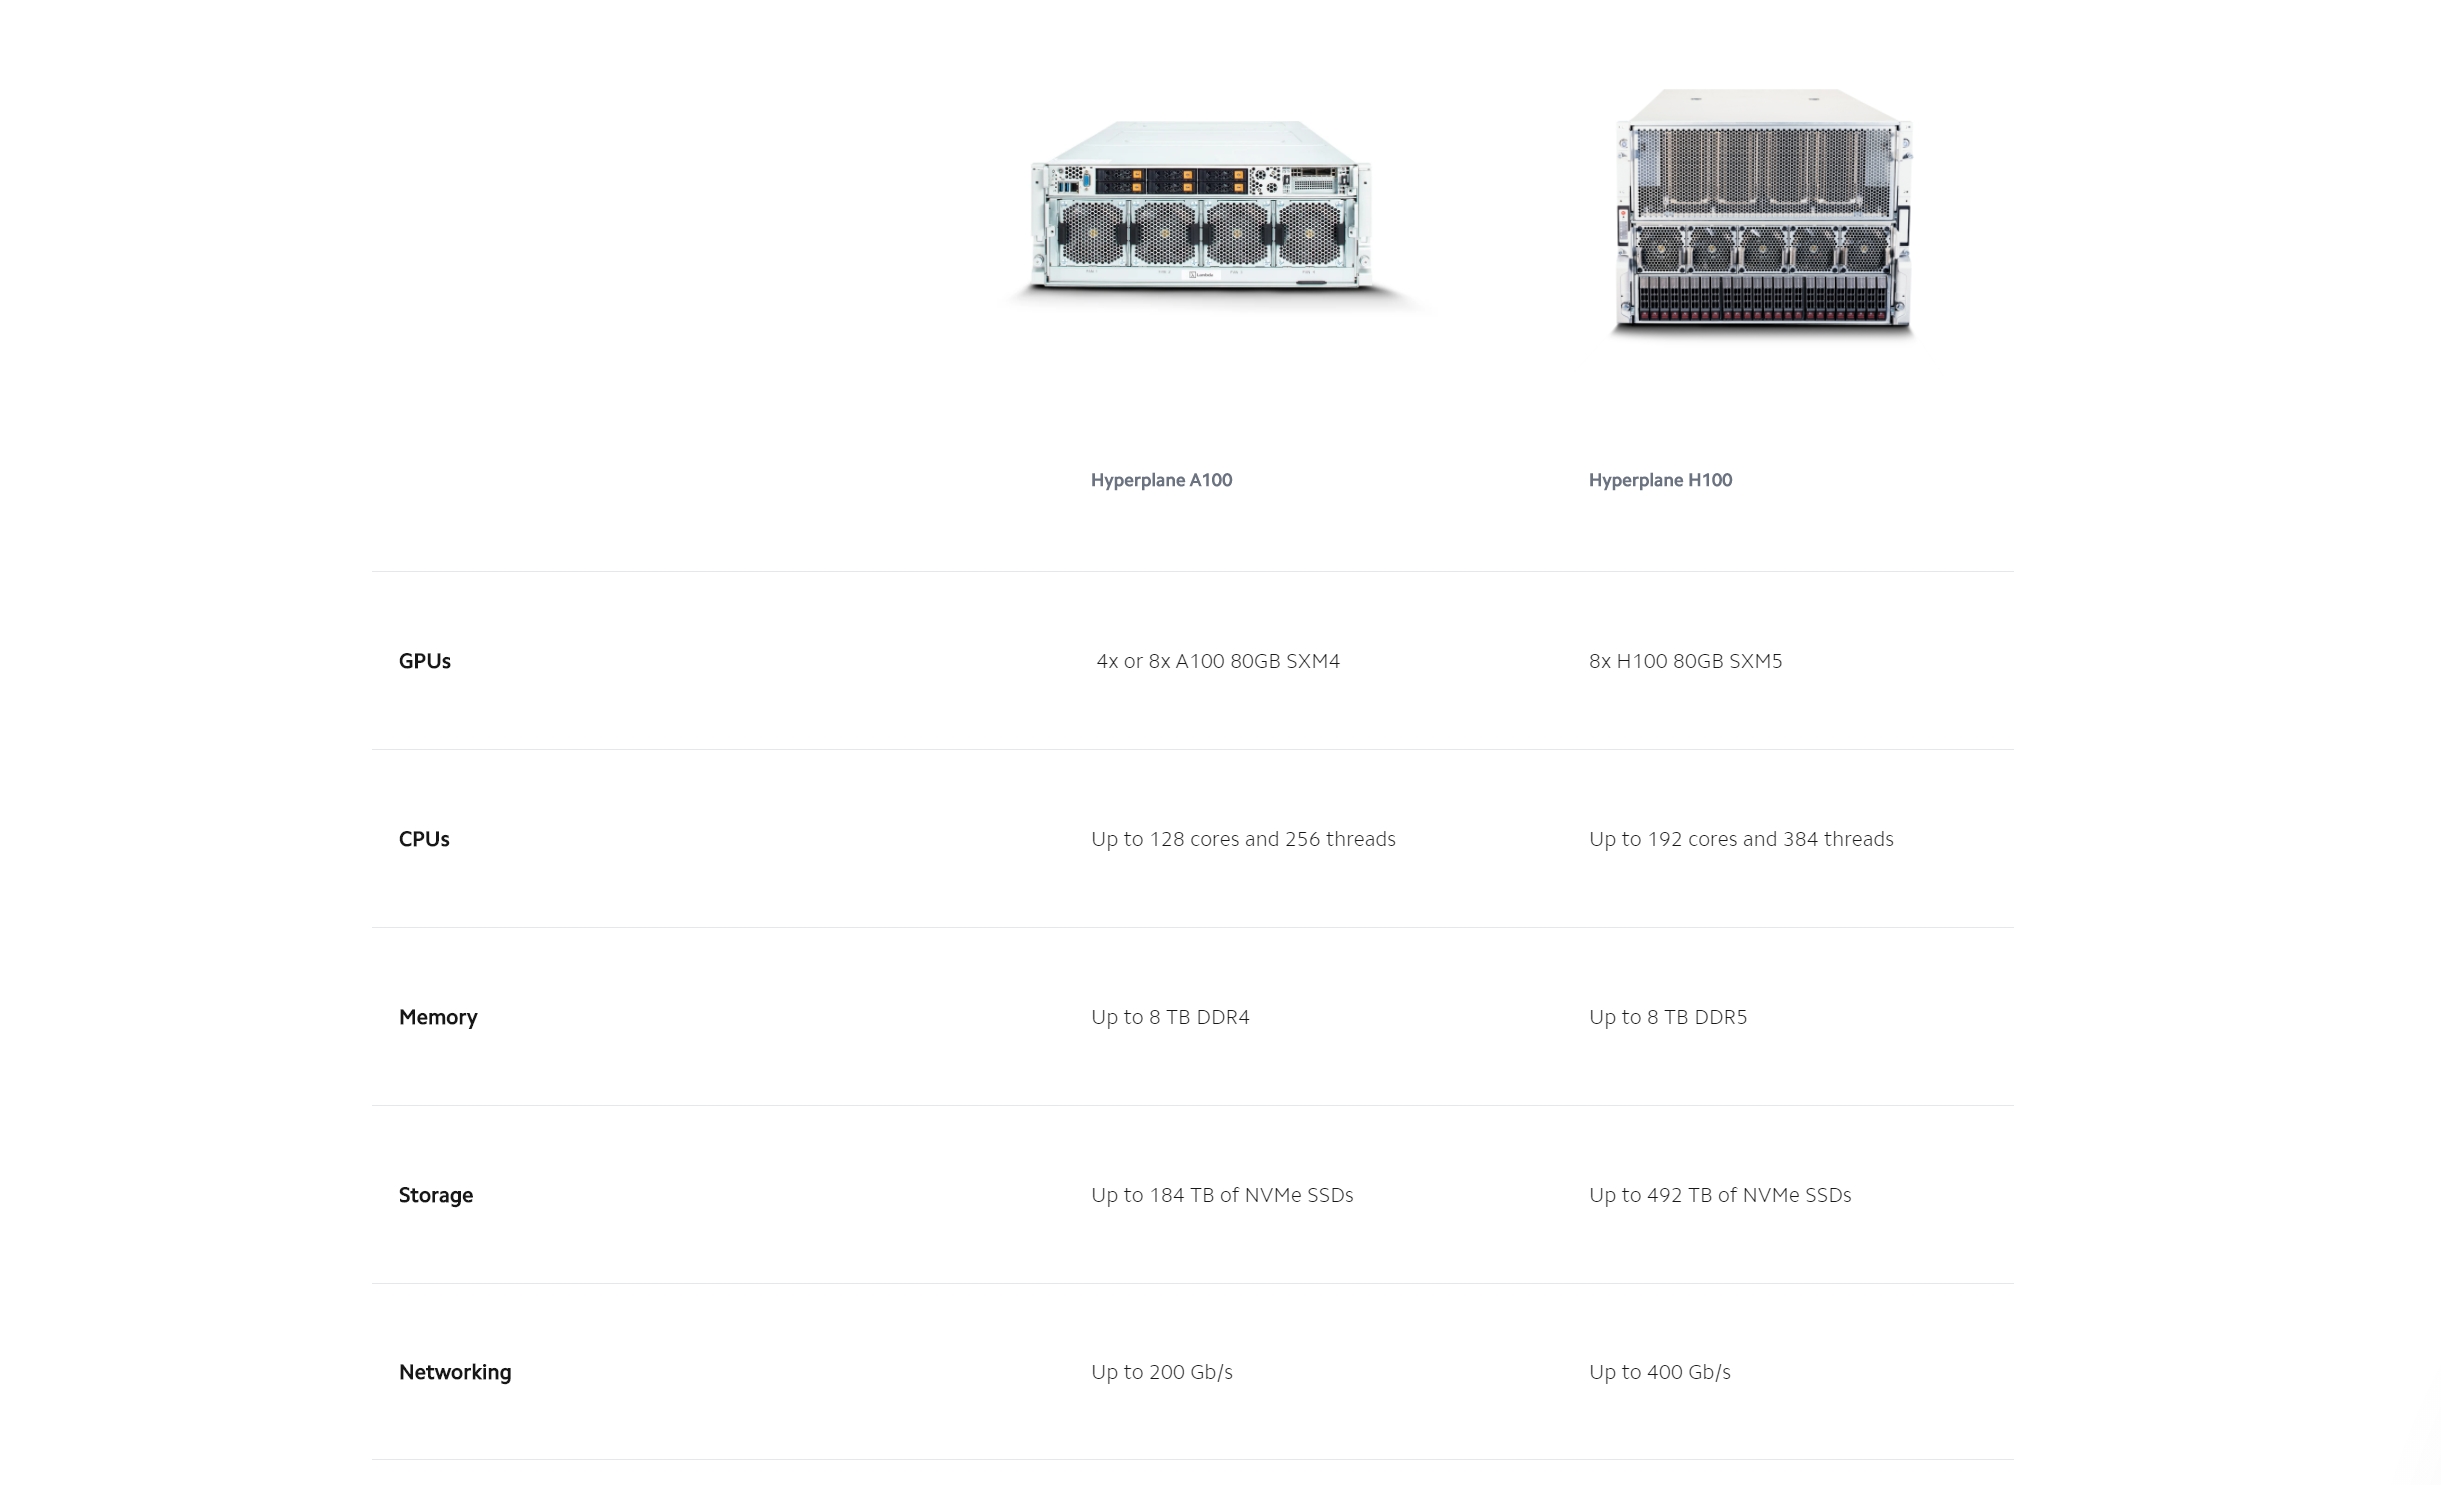 Lambda
Hyperplane A100
Hyperplane H100
GPUs
4x or 8x A100 80GB SXM4
8x H100 80GB SXM5
CPUs
Up to 128 cores and 256 threads
Up to 192 cores and 384 threads
Memory
Up to 8 TB DDR4
Up to 8 TB DDR5
Storage
Up to 184 TB of NVMe SSDs
Up to 492 TB of NVMe SSDs
Networking
Up to 200 Gb/s
Up to 400 Gb/s